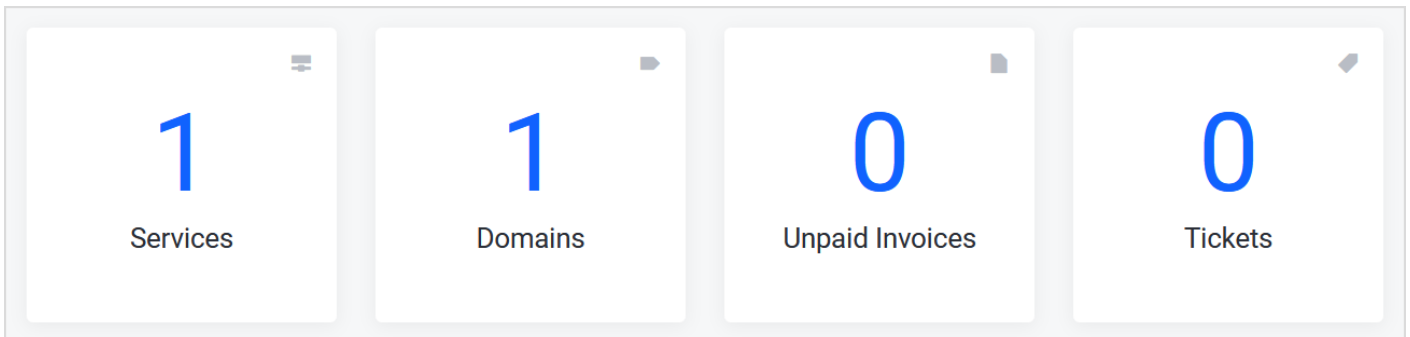 1
Services
1
Domains
0
Unpaid Invoices
0
Tickets